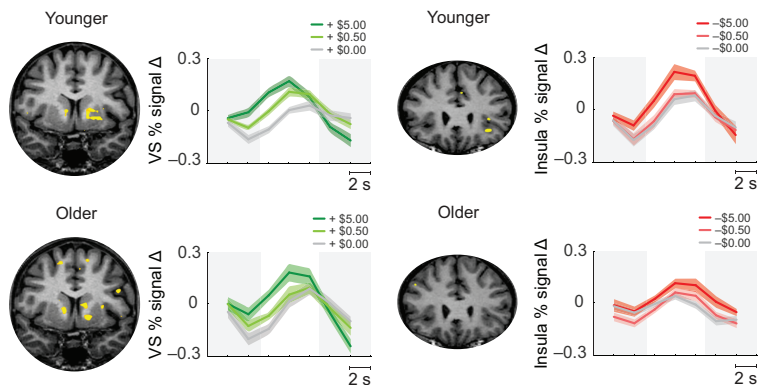 Younger
+ $5.00
+ $0.50
+ $0.00
0.3
0
–0.3
VS % signal Δ
2 s
Younger
–$5.00
–$0.50
–$0.00
0.3
0
–0.3
Insula % signal Δ
2 s
Older
+ $5.00
+ $0.50
+ $0.00
0.3
0
–0.3
VS % signal Δ
2 s
Older
–$5.00
–$0.50
–$0.00
0.3
0
–0.3
Insula % signal Δ
2 s